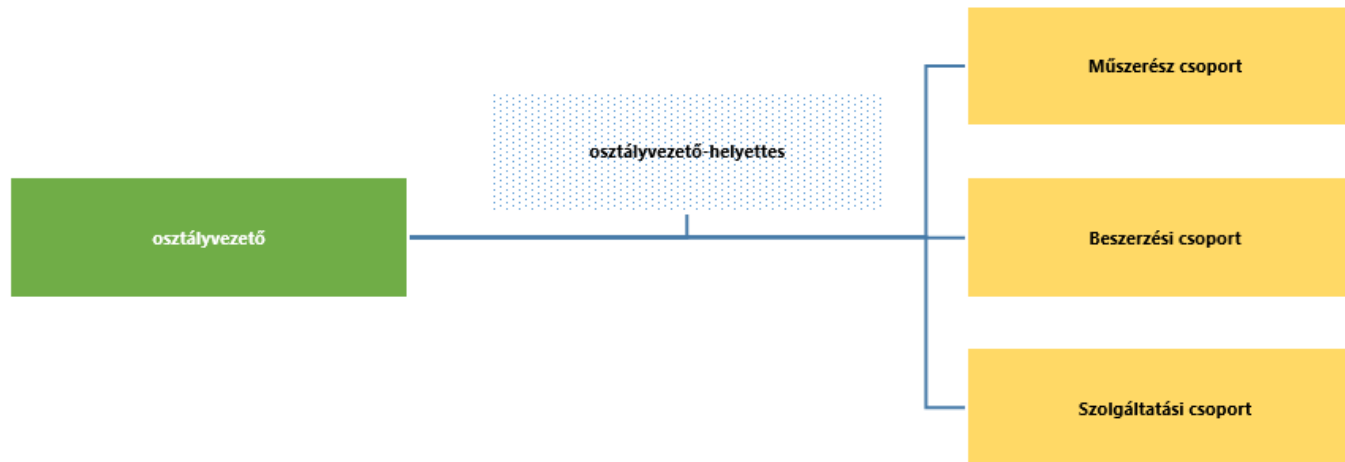 osztályvezető
osztályvezető-helyettes
Műszerész csoport
Beszerzési csoport
Szolgáltatási csoport